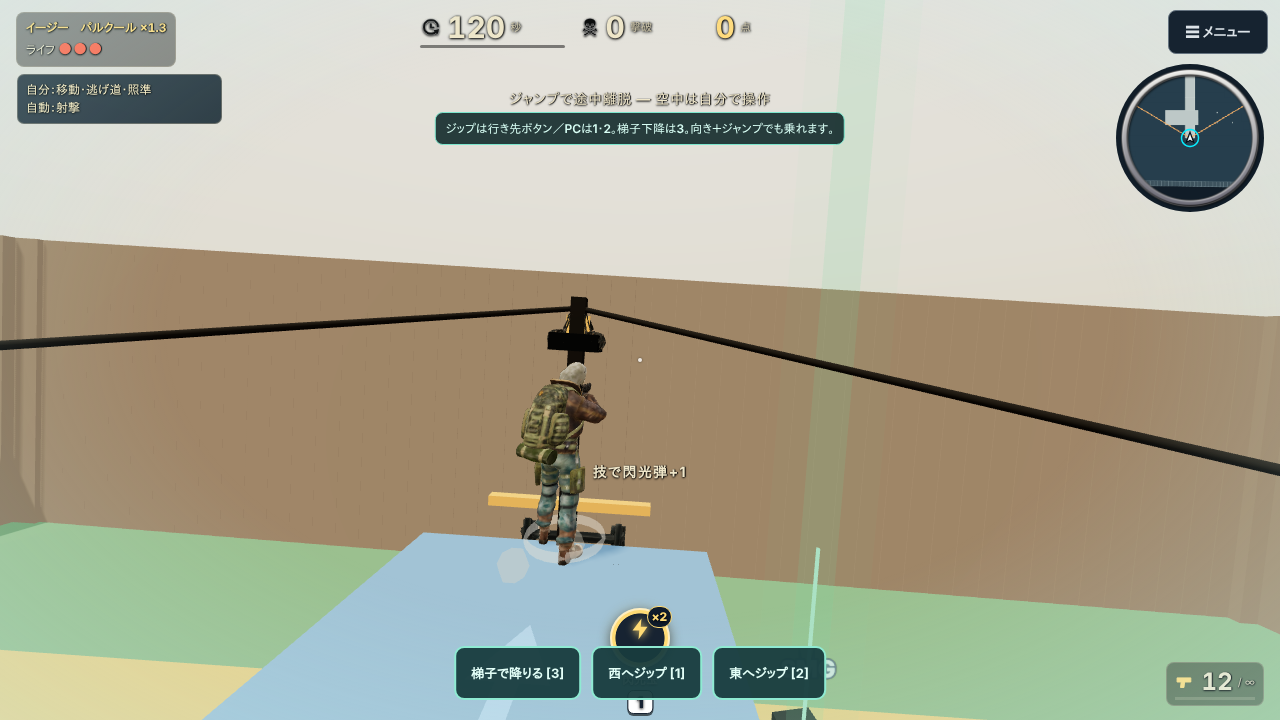 イージー　パルクール ×1.3
ライフ
自分:移動･逃げ道･照準
自動:射撃
120 秒
0 撃破
0 点
メニュー
ジャンプで途中離脱 — 空中は自分で操作
ジップは行き先ボタン／PCは1･2。梯子下降は3。向き＋ジャンプでも乗れます。
技で閃光弾+1
×2
梯子で降りる [3]
西へジップ [1]
東へジップ [2]
G
1
12 / ∞